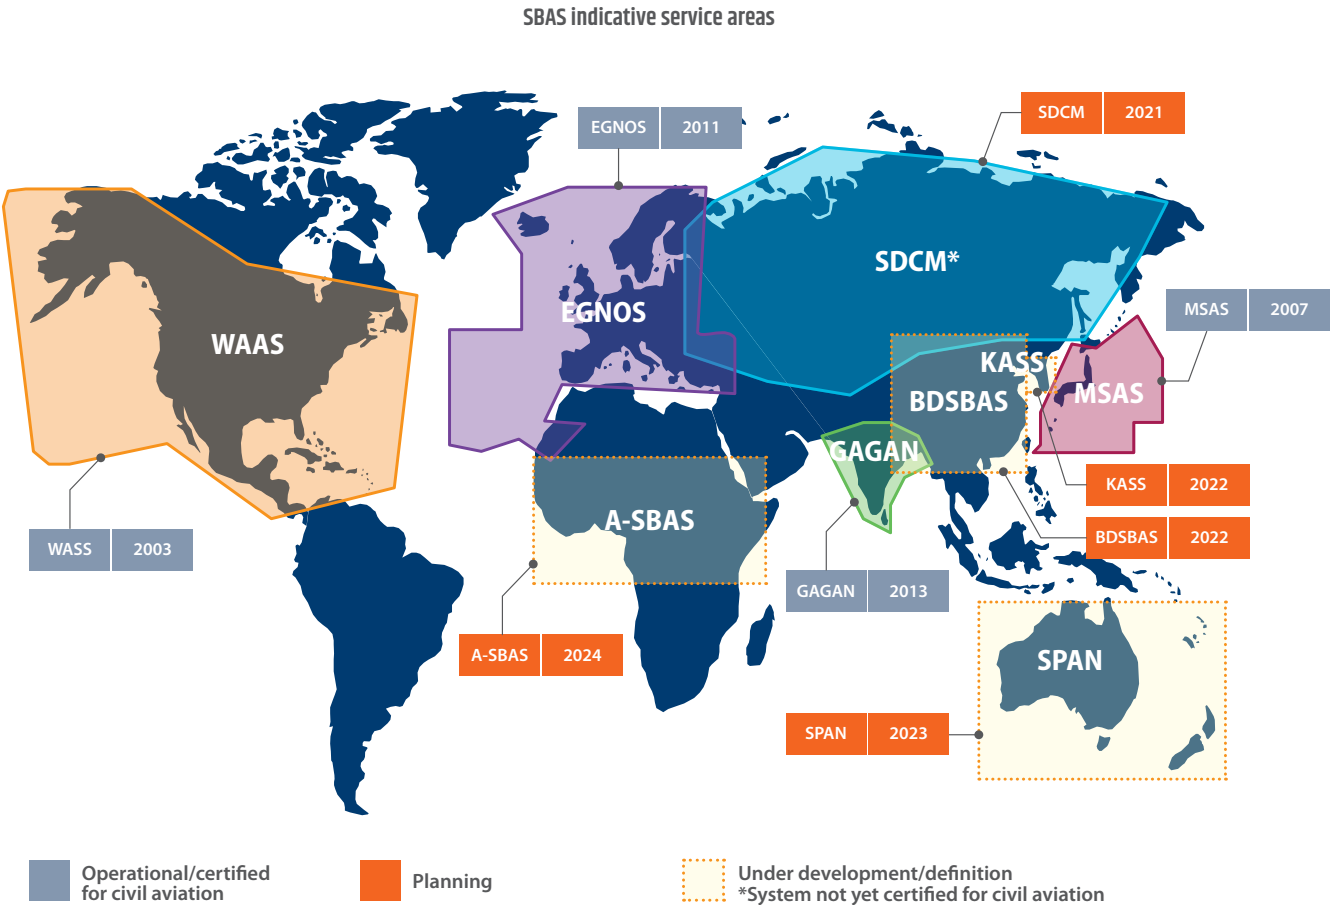 SBAS indicative service areas
SDCM 2021
EGNOS 2011
SDCM*
MSAS 2007
EGNOS
WAAS
KASS
MSAS
BDSBAS
GAGAN
KASS 2022
A-SBAS
BDSBAS 2022
WASS 2003
GAGAN 2013
A-SBAS 2024
SPAN
SPAN 2023
Operational/certified
for civil aviation
Planning
Under development/definition
*System not yet certified for civil aviation